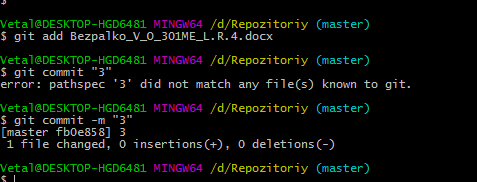 $
Vetal@DESKTOP-HGD6481 MINGW64 /d/Repozitoriy (master)
$ git add Bezpalko_V_O_301ME_L.R.4.docx

Vetal@DESKTOP-HGD6481 MINGW64 /d/Repozitoriy (master)
$ git commit "3"
error: pathspec '3' did not match any file(s) known to git.

Vetal@DESKTOP-HGD6481 MINGW64 /d/Repozitoriy (master)
$ git commit -m "3"
[master fb0e858] 3
 1 file changed, 0 insertions(+), 0 deletions(-)

Vetal@DESKTOP-HGD6481 MINGW64 /d/Repozitoriy (master)
$